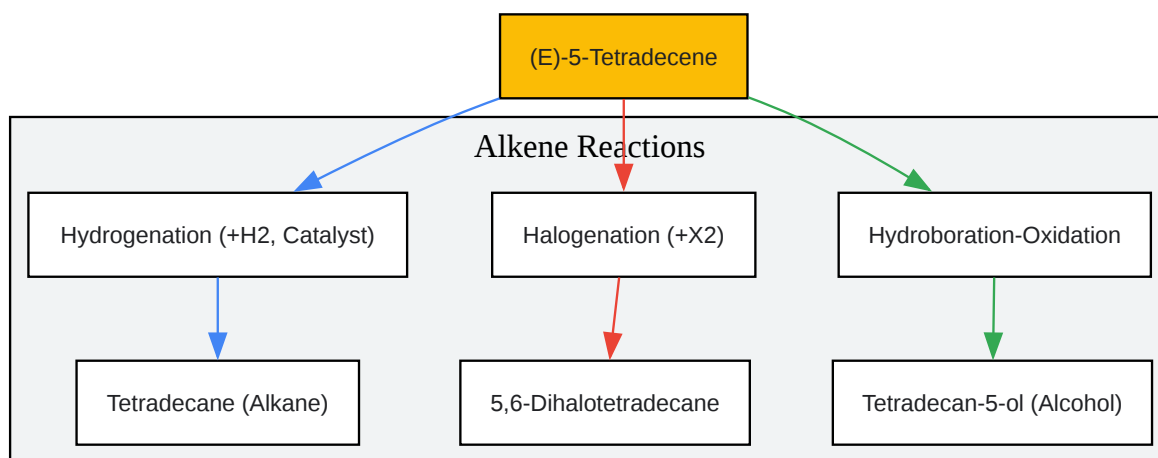 (E)-5-Tetradecene
Alkene Reactions
Hydrogenation (+H2, Catalyst)
Halogenation (+X2)
Hydroboration-Oxidation
Tetradecane (Alkane)
5,6-Dihalotetradecane
Tetradecan-5-ol (Alcohol)